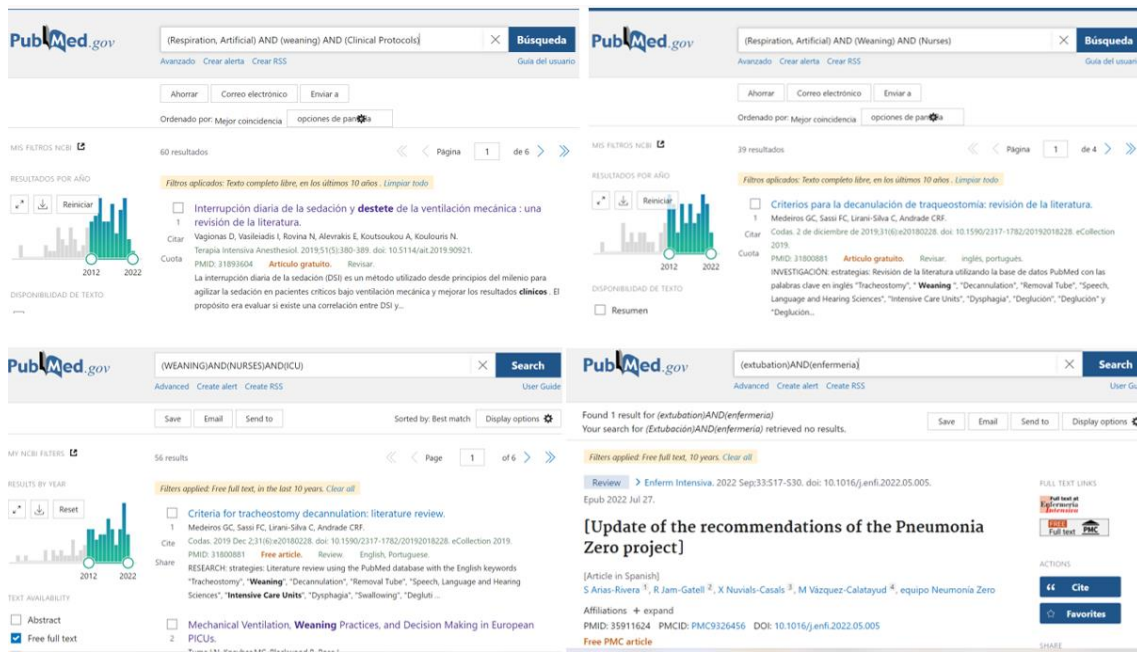 PubMed.gov
(Respiration, Artificial) AND (weaning) AND (Clinical Protocols)
Búsqueda
Avanzado Crear alerta Crear RSS
Guía del usuario
Ahorrar Correo electrónico Enviar a
Ordenado por: Mejor coincidencia opciones de pantalla
MIS FILTROS NCBI
60 resultados
Página 1 de 6
RESULTADOS POR AÑO
Filtros aplicados: Texto completo libre, en los últimos 10 años . Limpiar todo
Reiniciar
Interrupción diaria de la sedación y destete de la ventilación mecánica : una
revisión de la literatura.
1
Citar
Vagionas D, Vasileiadis I, Rovina N, Alevrakis E, Koutsoukou A, Koulouris N.
Terapia Intensiva Anesthesiol. 2019;51(5):380-389. doi: 10.5114/ait.2019.90921.
Cuota
PMID: 31893604 Artículo gratuito. Revisar.
2012 2022
La interrupción diaria de la sedación (DSI) es un método utilizado desde principios del milenio para
agilizar la sedación en pacientes críticos bajo ventilación mecánica y mejorar los resultados clínicos . El
propósito era evaluar si existe una correlación entre DSI y...
DISPONIBILIDAD DE TEXTO
PubMed.gov
(Respiration, Artificial) AND (Weaning) AND (Nurses)
Búsqueda
Avanzado Crear alerta Crear RSS
Guía del usuario
Ahorrar Correo electrónico Enviar a
Ordenado por: Mejor coincidencia opciones de pantalla
MIS FILTROS NCBI
39 resultados
Página 1 de 4
RESULTADOS POR AÑO
Filtros aplicados: Texto completo libre, en los últimos 10 años . Limpiar todo
Reiniciar
Criterios para la decanulación de traqueostomía: revisión de la literatura.
1
Medeiros GC, Sassi FC, Lirani-Silva C, Andrade CRF.
Citar
Codas. 2 de diciembre de 2019;31(6):e20180228. doi: 10.1590/2317-1782/20192018228. eCollection
2019.
Cuota
PMID: 31800881 Artículo gratuito. Revisar. inglés, portugués.
2012 2022
INVESTIGACIÓN: estrategias: Revisión de la literatura utilizando la base de datos PubMed con las
palabras clave en inglés "Tracheostomy", " Weaning ", "Decannulation", "Removal Tube", "Speech,
Language and Hearing Sciences", "Intensive Care Units", "Dysphagia", "Deglución", "Deglución" y
"Deglución...
DISPONIBILIDAD DE TEXTO
Resumen
PubMed.gov
(WEANING)AND(NURSES)AND(ICU)
Search
Advanced Create alert Create RSS
User Guide
Save Email Send to
Sorted by: Best match Display options
MY NCBI FILTERS
56 results
Page 1 of 6
RESULTS BY YEAR
Filters applied: Free full text, in the last 10 years. Clear all
Reset
Criteria for tracheostomy decannulation: literature review.
1
Medeiros GC, Sassi FC, Lirani-Silva C, Andrade CRF.
Cite
Codas. 2019 Dec 2;31(6):e20180228. doi: 10.1590/2317-1782/20192018228. eCollection 2019.
Share
PMID: 31800881 Free article. Review. English, Portuguese.
RESEARCH: strategies: Literature review using the PubMed database with the English keywords
"Tracheostomy", "Weaning", "Decannulation", "Removal Tube", "Speech, Language and Hearing
Sciences", "Intensive Care Units", "Dysphagia", "Swallowing", "Degluti ...
2012 2022
TEXT AVAILABILITY
Abstract
Free full text
Mechanical Ventilation, Weaning Practices, and Decision Making in European
2
PICUs.
PubMed.gov
(extubation)AND(enfermeria)
Search
Advanced Create alert Create RSS
Found 1 result for (extubation)AND(enfermeria)
Your search for (Extubación)AND(enfermeria) retrieved no results.
Save Email Send to Display options
Filters applied: Free full text, 10 years. Clear all
Review Enferm Intensiva. 2022 Sep;33:S17-S30. doi: 10.1016/j.enfi.2022.05.005.
Epub 2022 Jul 27.
[Update of the recommendations of the Pneumonia
Zero project]
[Article in Spanish]
S Arias-Rivera 1, R Jam-Gatell 2, X Nuvials-Casals 3, M Vázquez-Calatayud 4, equipo Neumonía Zero
Affiliations + expand
PMID: 35911624 PMCID: PMC9326456 DOI: 10.1016/j.enfi.2022.05.005
Free PMC article
FULL TEXT LINKS
Full text at
Enfermería
Intensiva
FREE
Full text PMC
ACTIONS
Cite
Favorites
SHARE